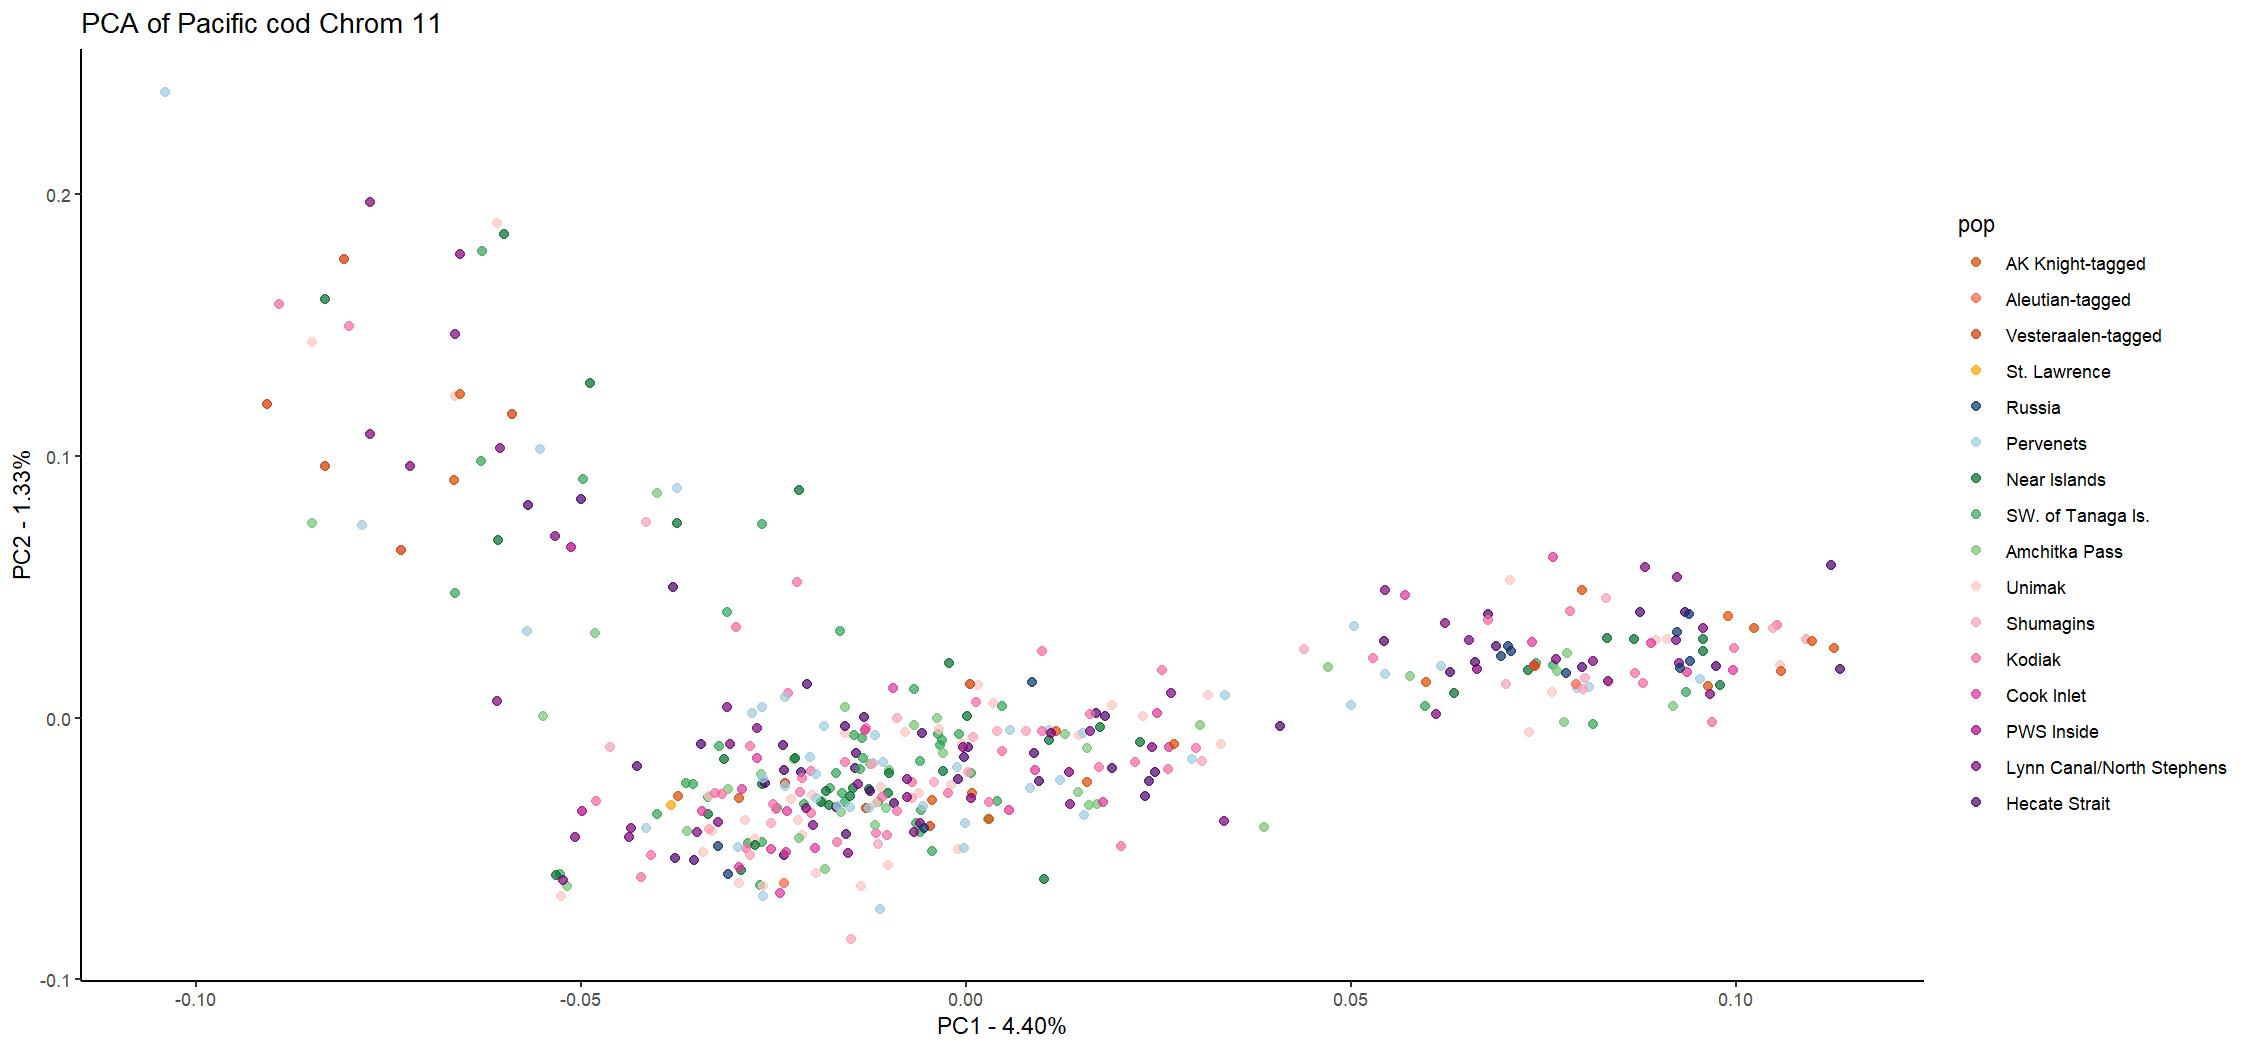 PCA of Pacific cod Chrom 11
PC2 - 1.33%
0.2
0.1
0.0
-0.1
-0.10
-0.05
0.00
0.05
0.10
PC1 - 4.40%
pop
AK Knight-tagged
Aleutian-tagged
Vesteraalen-tagged
St. Lawrence
Russia
Pervenets
Near Islands
SW. of Tanaga Is.
Amchitka Pass
Unimak
Shumagins
Kodiak
Cook Inlet
PWS Inside
Lynn Canal/North Stephens
Hecate Strait